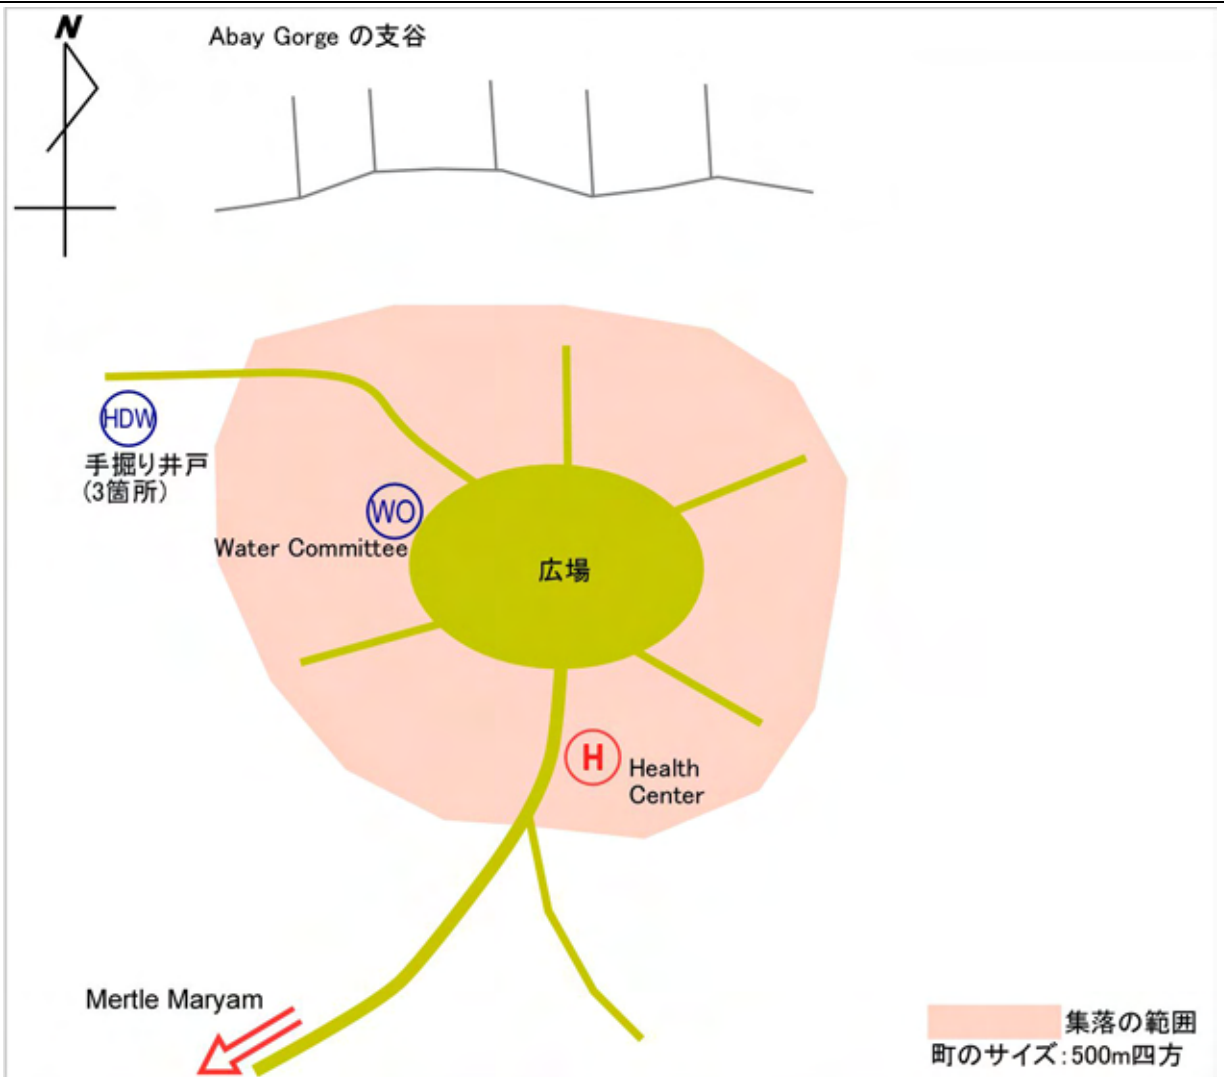 N
Abay Gorge の支谷
HDW
手掘り井戸
(3箇所)
WO
Water Committee
広場
H
Health
Center
Mertle Maryam
集落の範囲
町のサイズ:500m四方